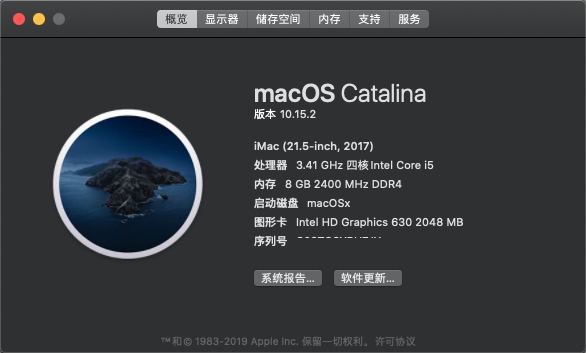 概览 显示器 储存空间 内存 支持 服务
macOS Catalina
版本 10.15.2
iMac (21.5-inch, 2017)
处理器 3.41 GHz 四核Intel Core i5
内存 8 GB 2400 MHz DDR4
启动磁盘 macOSx
图形卡 Intel HD Graphics 630 2048 MB
序列号
系统报告... 软件更新...
™和© 1983-2019 Apple Inc. 保留一切权利。许可协议